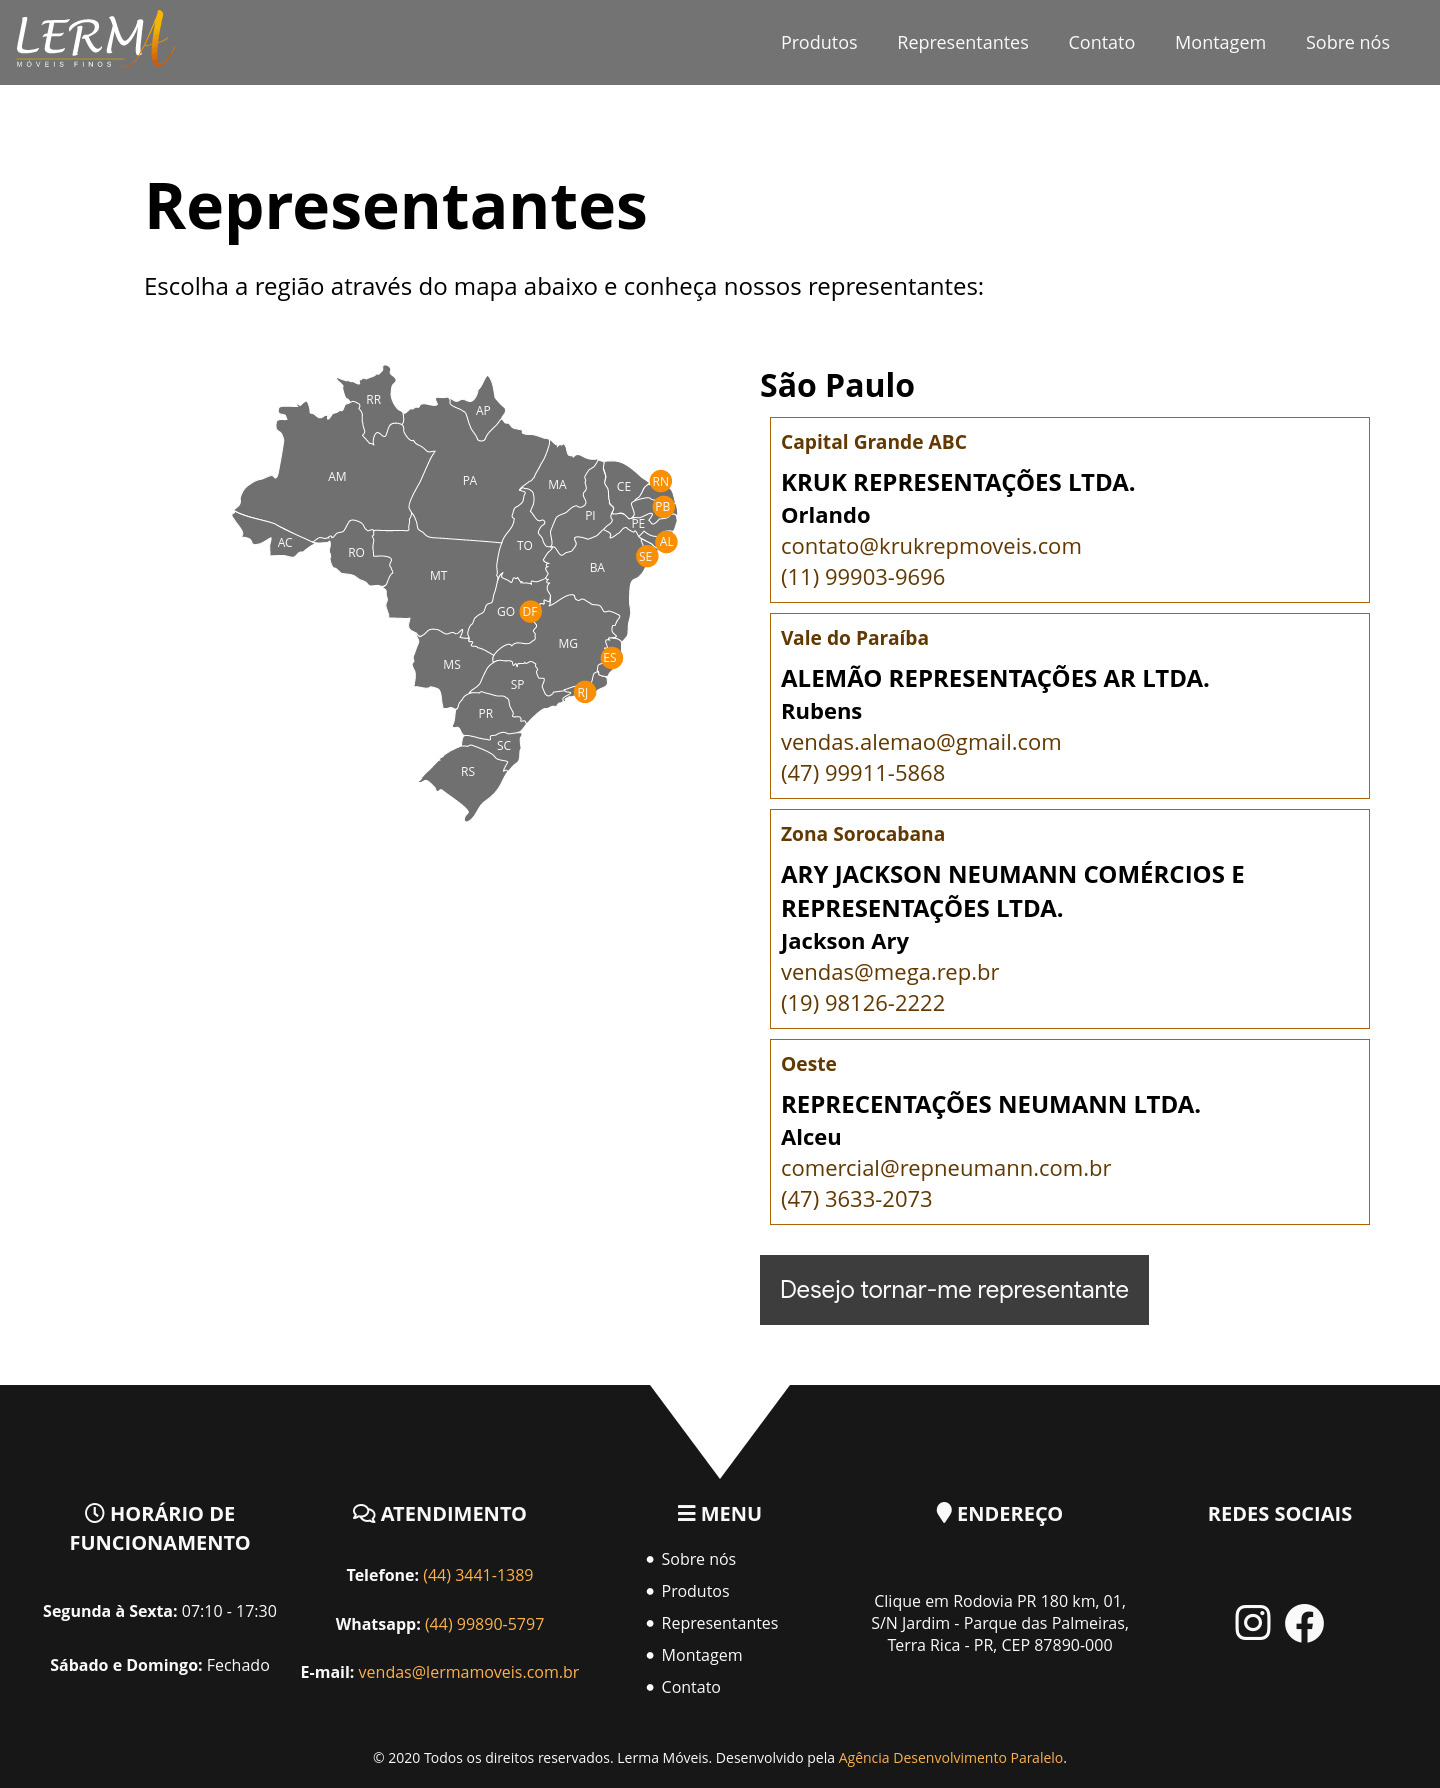 LERMA
MÓVEIS FINOS
Produtos
Representantes
Contato
Montagem
Sobre nós
Representantes
Escolha a região através do mapa abaixo e conheça nossos representantes:
RR
AP
AM
PA
MA
CE
RN
PB
PI
PE
AC
RO
TO
AL
SE
MT
BA
GO
DF
MG
ES
MS
SP
RJ
PR
SC
RS
São Paulo
Capital Grande ABC
KRUK REPRESENTAÇÕES LTDA.
Orlando
contato@krukrepmoveis.com
(11) 99903-9696
Vale do Paraíba
ALEMÃO REPRESENTAÇÕES AR LTDA.
Rubens
vendas.alemao@gmail.com
(47) 99911-5868
Zona Sorocabana
ARY JACKSON NEUMANN COMÉRCIOS E
REPRESENTAÇÕES LTDA.
Jackson Ary
vendas@mega.rep.br
(19) 98126-2222
Oeste
REPRECENTAÇÕES NEUMANN LTDA.
Alceu
comercial@repneumann.com.br
(47) 3633-2073
Desejo tornar-me representante
HORÁRIO DE
FUNCIONAMENTO
Segunda à Sexta: 07:10 - 17:30
Sábado e Domingo: Fechado
ATENDIMENTO
Telefone: (44) 3441-1389
Whatsapp: (44) 99890-5797
E-mail: vendas@lermamoveis.com.br
MENU
Sobre nós
Produtos
Representantes
Montagem
Contato
ENDEREÇO
Clique em Rodovia PR 180 km, 01,
S/N Jardim - Parque das Palmeiras,
Terra Rica - PR, CEP 87890-000
REDES SOCIAIS
© 2020 Todos os direitos reservados. Lerma Móveis. Desenvolvido pela Agência Desenvolvimento Paralelo.